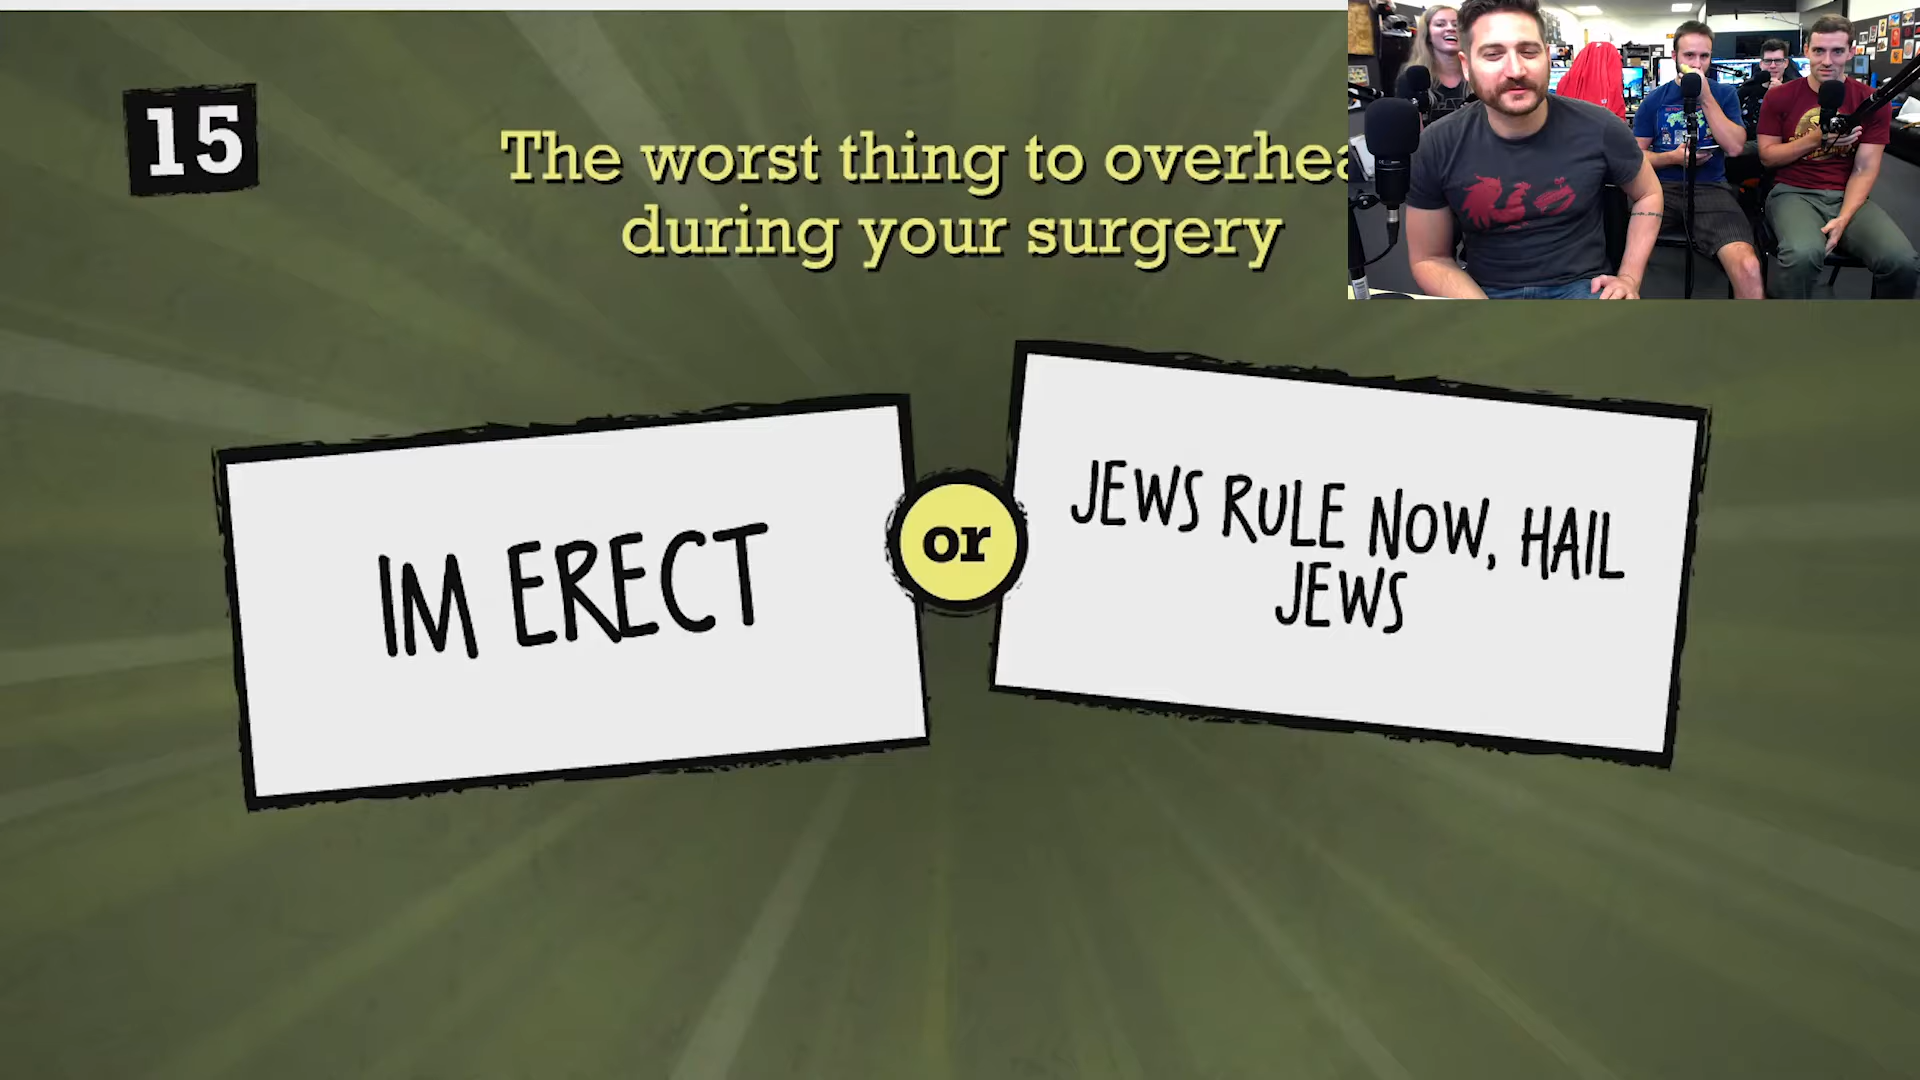 15
The worst thing to overhea
during your surgery
IM ERECT
or
JEWS RULE NOW, HAIL
JEWS